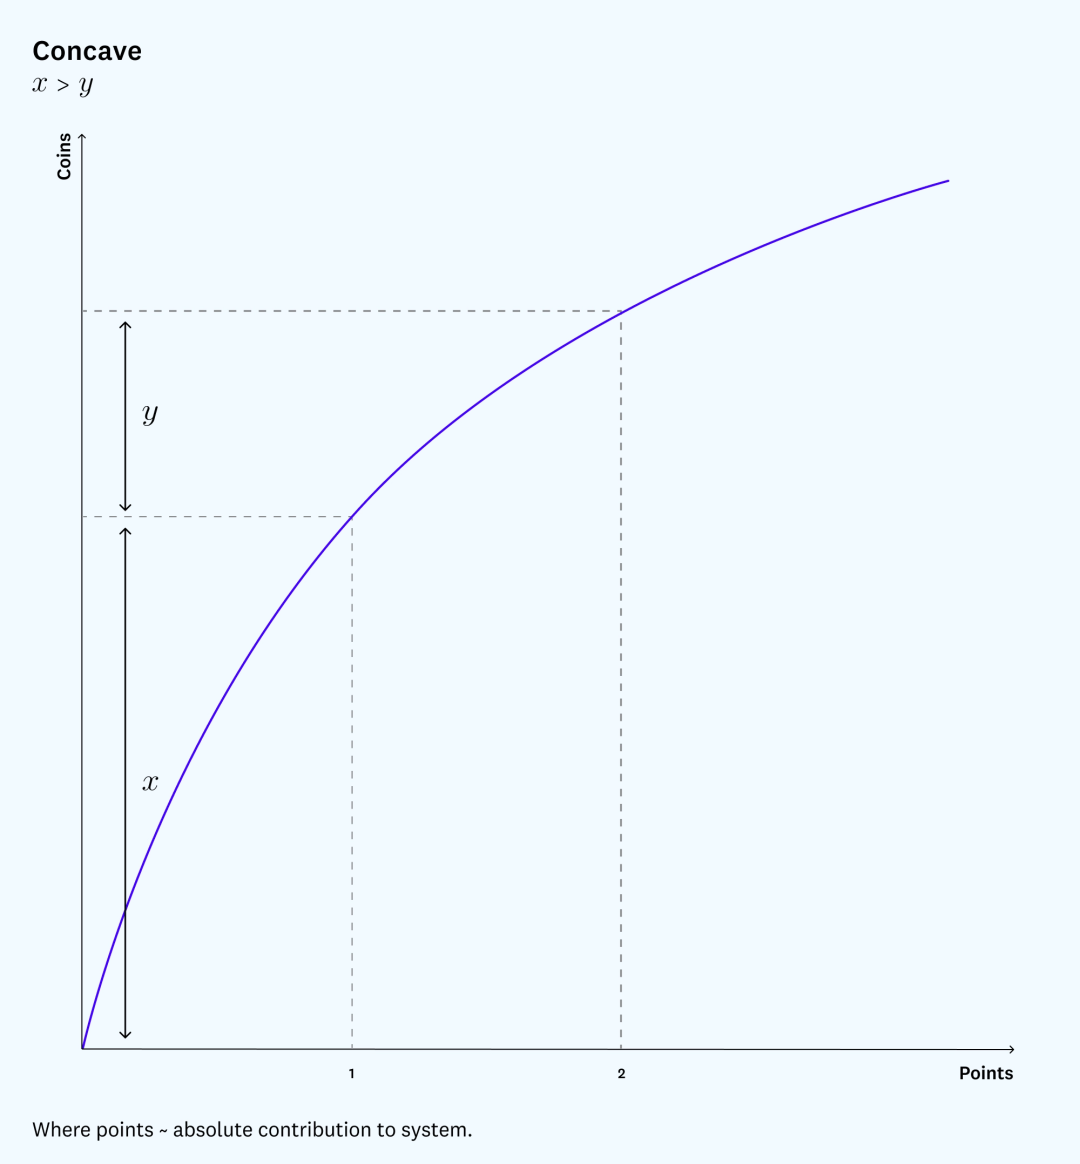 Concave
x > y
Coins
y
x
1
2
Points
Where points ~ absolute contribution to system.